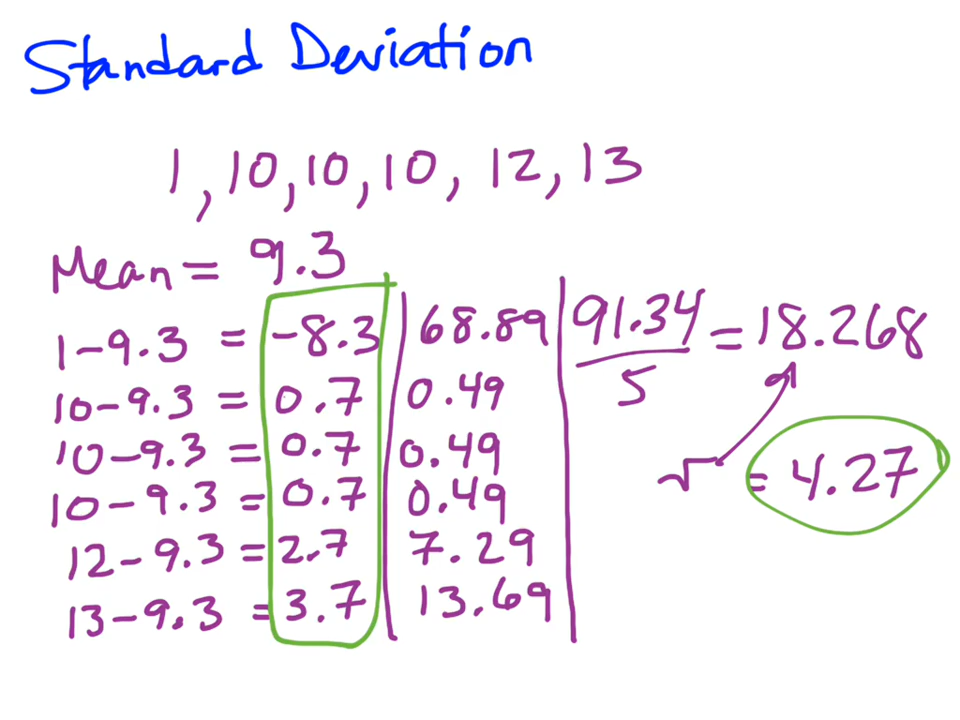 Standard Deviation
1, 10, 10, 10, 12, 13
Mean = 9.3
1-9.3 = -8.3 68.89
10-9.3 = 0.7 0.49
10-9.3 = 0.7 0.49
10-9.3 = 0.7 0.49
12-9.3 = 2.7 7.29
13-9.3 = 3.7 13.69
91.34/5 = 18.268
√ = 4.27